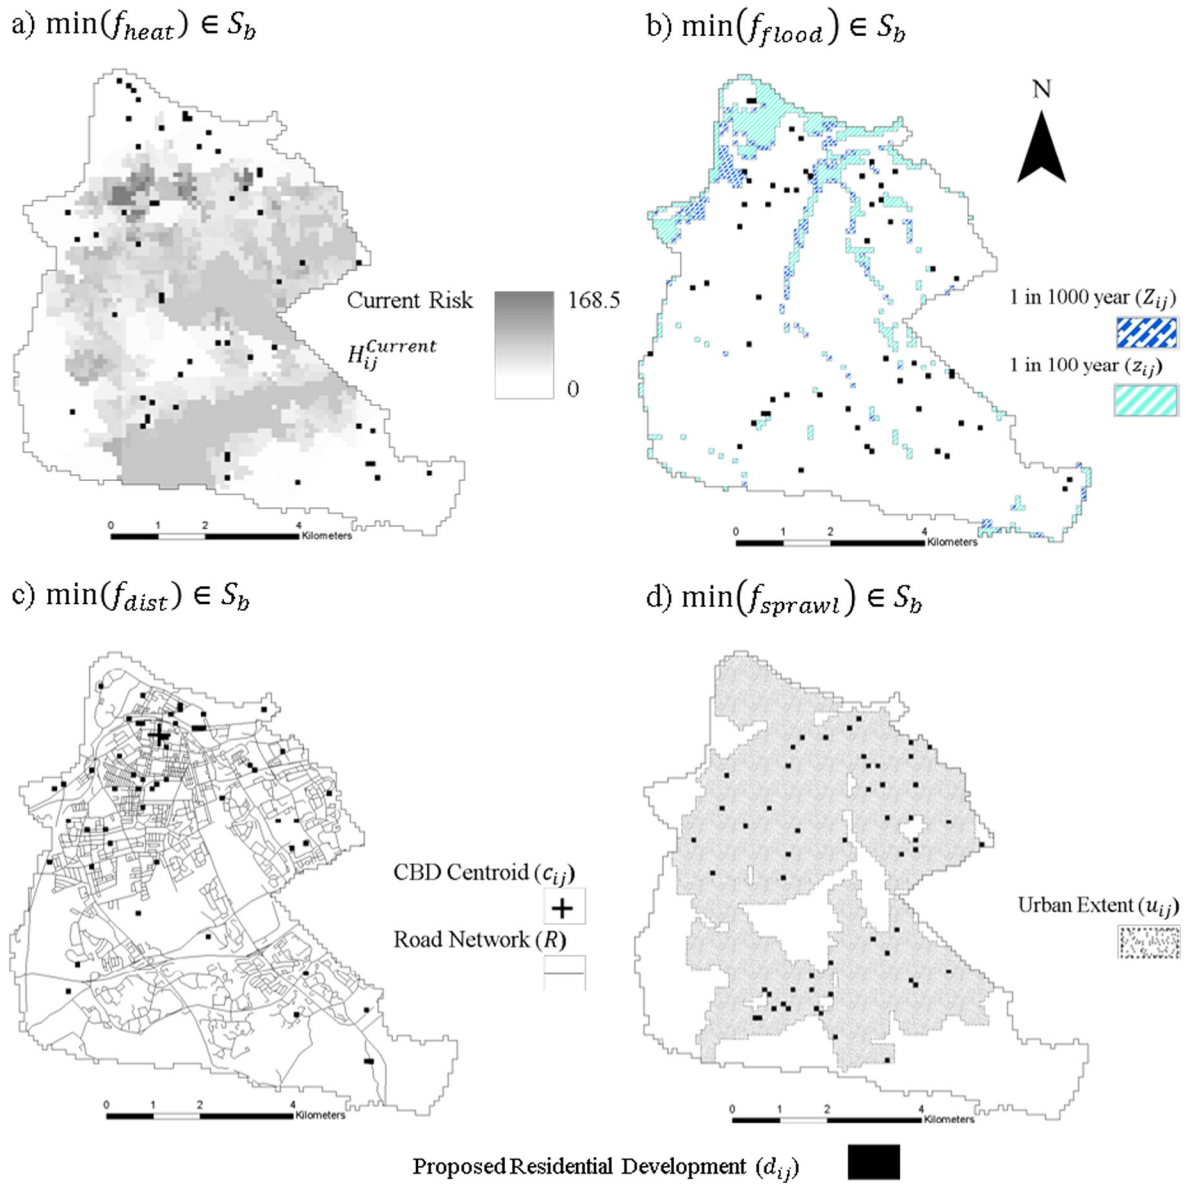 a) min(f_heat) ∈ S_b
b) min(f_flood) ∈ S_b
N
Current Risk
168.5
H_ij^Current
0
1 in 1000 year (Z_ij)
1 in 100 year (z_ij)
0 1 2 4
Kilometers
0 1 2 4
Kilometers
c) min(f_dist) ∈ S_b
d) min(f_sprawl) ∈ S_b
CBD Centroid (c_ij)
Road Network (R)
Urban Extent (u_ij)
0 1 2 4
Kilometers
0 1 2 4
Kilometers
Proposed Residential Development (d_ij)